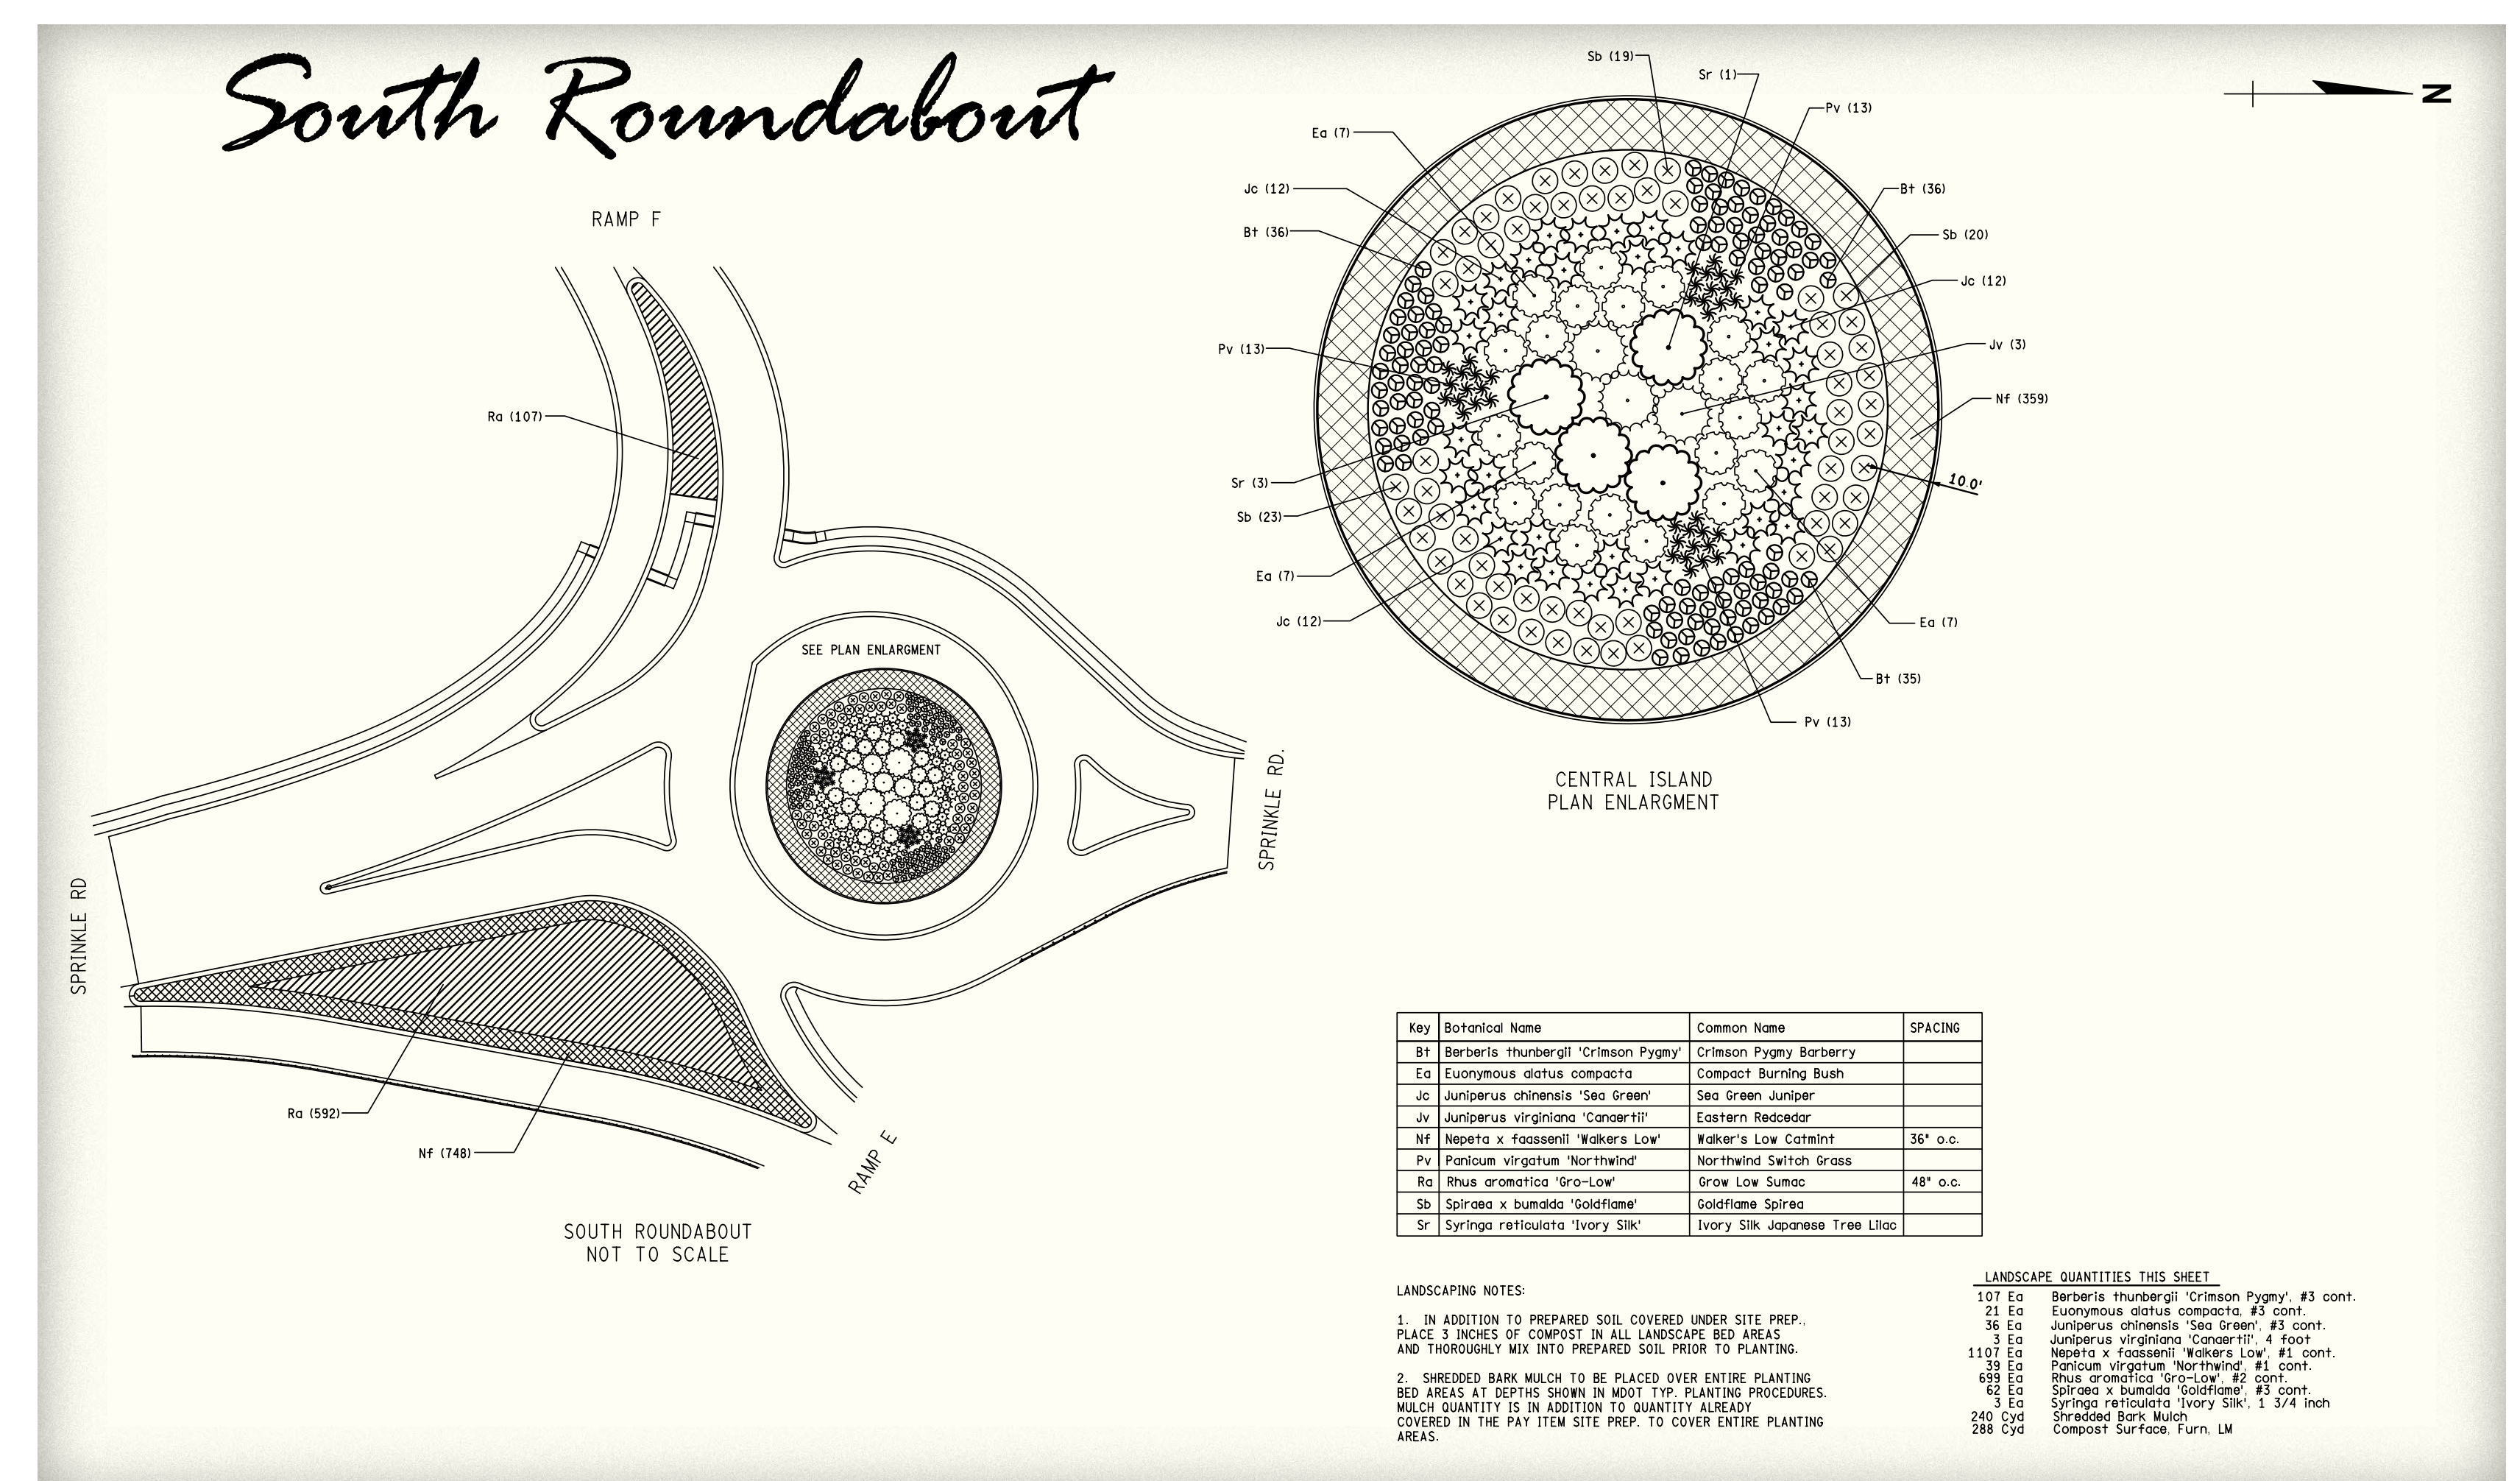 South Roundabout
RAMP F
Ra (107)
SEE PLAN ENLARGMENT
SPRINKLE RD.
SPRINKLE RD
Ra (592)
Nf (748)
RAMP E
SOUTH ROUNDABOUT
NOT TO SCALE
Sb (19)
Sr (1)
Pv (13)
Ea (7)
Jc (12)
Bt (36)
Bt (36)
Sb (20)
Jc (12)
Pv (13)
Jv (3)
Nf (359)
10.0'
Sr (3)
Sb (23)
Ea (7)
Jc (12)
Ea (7)
Bt (35)
Pv (13)
CENTRAL ISLAND
PLAN ENLARGMENT
N
Key Botanical Name Common Name SPACING
Bt Berberis thunbergii 'Crimson Pygmy' Crimson Pygmy Barberry
Ea Euonymous alatus compacta Compact Burning Bush
Jc Juniperus chinensis 'Sea Green' Sea Green Juniper
Jv Juniperus virginiana 'Canaertii' Eastern Redcedar
Nf Nepeta x faassenii 'Walkers Low' Walker's Low Catmint 36" o.c.
Pv Panicum virgatum 'Northwind' Northwind Switch Grass
Ra Rhus aromatica 'Gro-Low' Grow Low Sumac 48" o.c.
Sb Spiraea x bumalda 'Goldflame' Goldflame Spirea
Sr Syringa reticulata 'Ivory Silk' Ivory Silk Japanese Tree Lilac
LANDSCAPING NOTES:
1. IN ADDITION TO PREPARED SOIL COVERED UNDER SITE PREP.,
PLACE 3 INCHES OF COMPOST IN ALL LANDSCAPE BED AREAS
AND THOROUGHLY MIX INTO PREPARED SOIL PRIOR TO PLANTING.
2. SHREDDED BARK MULCH TO BE PLACED OVER ENTIRE PLANTING
BED AREAS AT DEPTHS SHOWN IN MDOT TYP. PLANTING PROCEDURES.
MULCH QUANTITY IS IN ADDITION TO QUANTITY ALREADY
COVERED IN THE PAY ITEM SITE PREP. TO COVER ENTIRE PLANTING
AREAS.
LANDSCAPE QUANTITIES THIS SHEET
107 Ea Berberis thunbergii 'Crimson Pygmy', #3 cont.
21 Ea Euonymous alatus compacta, #3 cont.
36 Ea Juniperus chinensis 'Sea Green', #3 cont.
3 Ea Juniperus virginiana 'Canaertii', 4 foot
1107 Ea Nepeta x faassenii 'Walkers Low', #1 cont.
39 Ea Panicum virgatum 'Northwind', #1 cont.
699 Ea Rhus aromatica 'Gro-Low', #2 cont.
62 Ea Spiraea x bumalda 'Goldflame', #3 cont.
3 Ea Syringa reticulata 'Ivory Silk', 1 3/4 inch
240 Cyd Shredded Bark Mulch
288 Cyd Compost Surface, Furn, LM